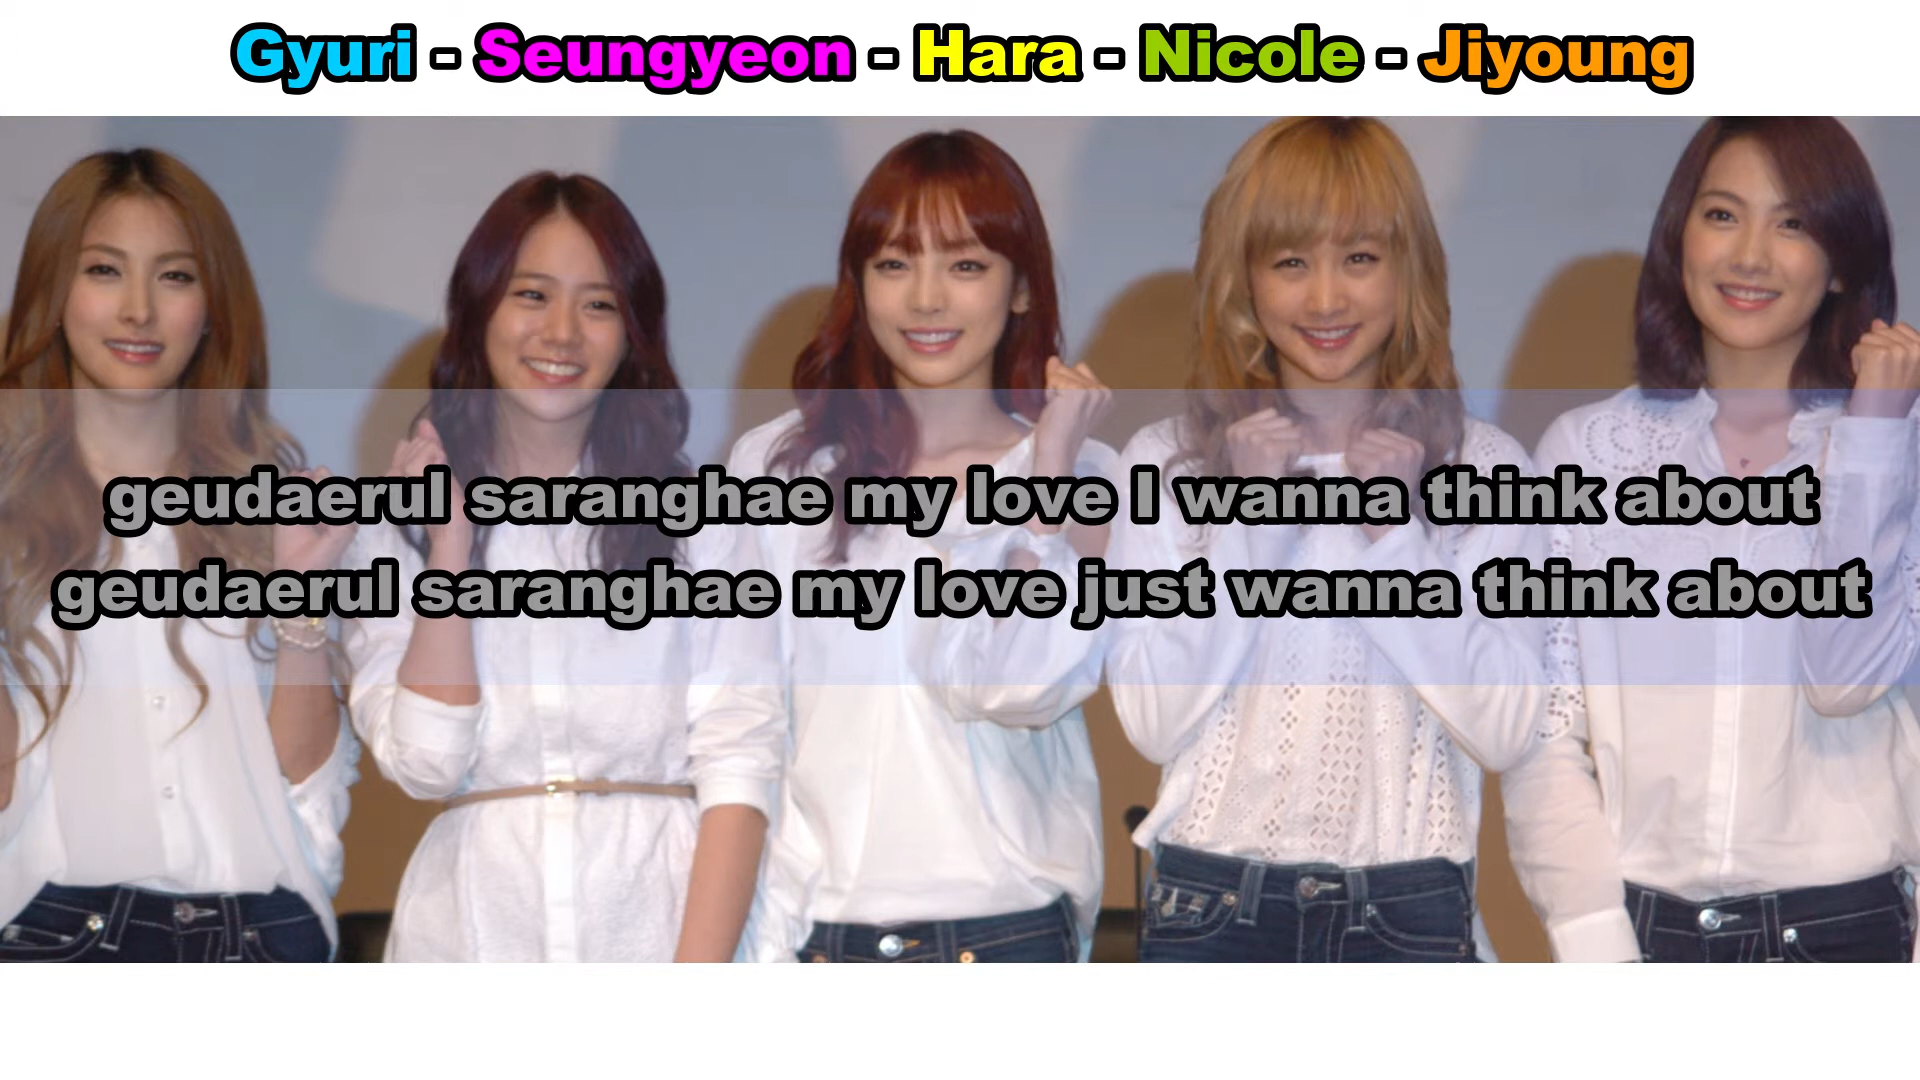 Gyuri - Seungyeon - Hara - Nicole - Jiyoung
geudaerul saranghae my love I wanna think about
geudaerul saranghae my love just wanna think about